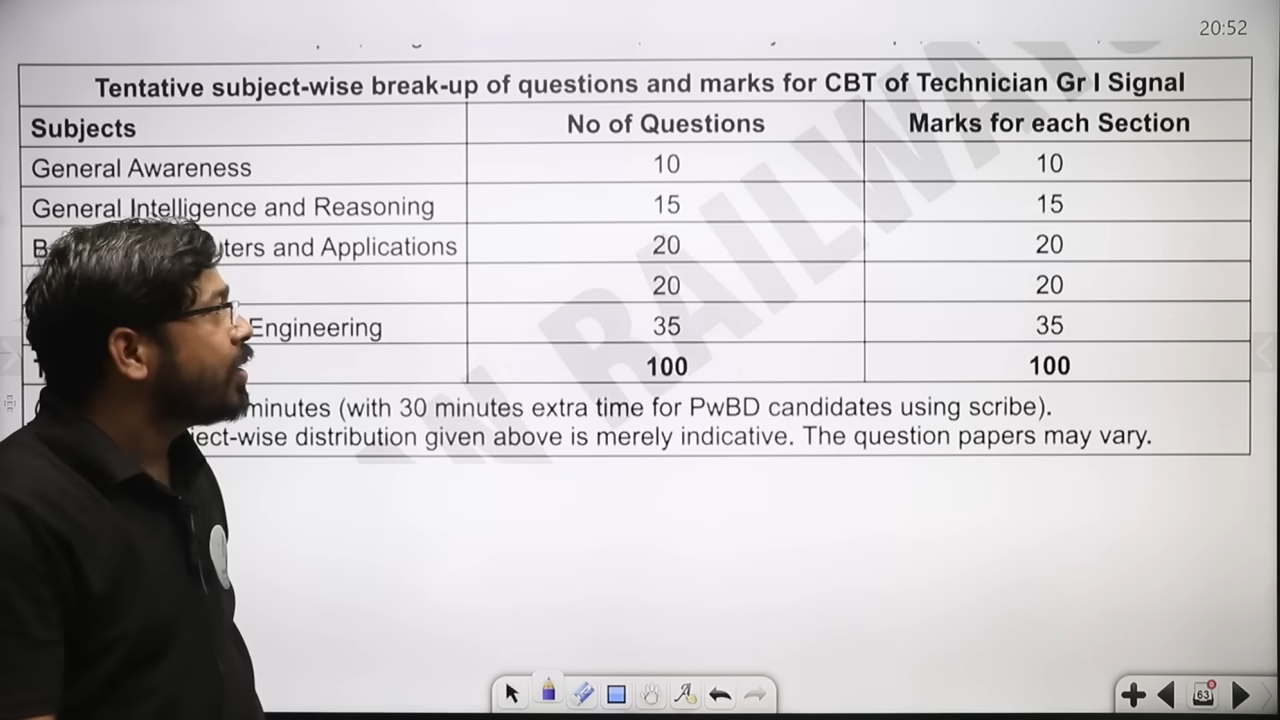 20:52
Tentative subject-wise break-up of questions and marks for CBT of Technician Gr I Signal
Subjects No of Questions Marks for each Section
General Awareness 10 10
General Intelligence and Reasoning 15 15
ters and Applications 20 20
20 20
Engineering 35 35
100 100
minutes (with 30 minutes extra time for PwBD candidates using scribe).
ect-wise distribution given above is merely indicative. The question papers may vary.
N RAILWAYS
63